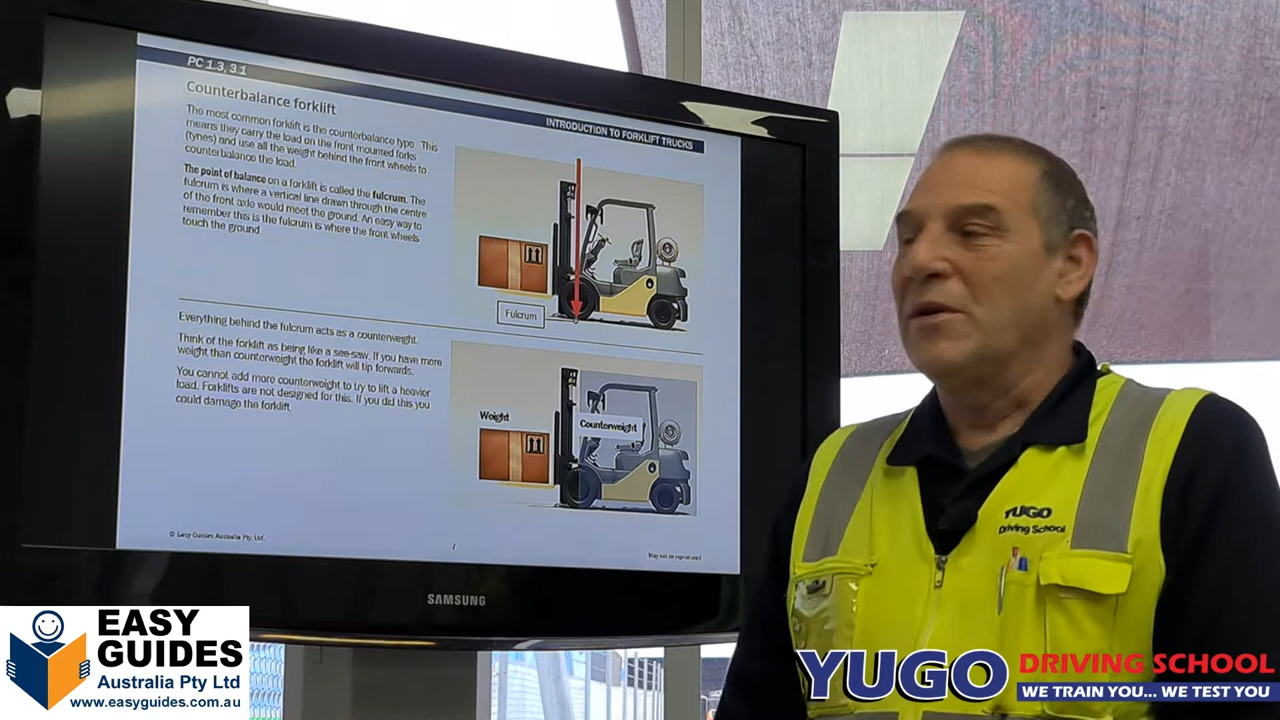 PC 1.3, 3.1
INTRODUCTION TO FORKLIFT TRUCKS
Counterbalance forklift
The most common forklift is the counterbalance type. This
means they carry the load on the front mounted forks
(tynes) and use all the weight behind the front wheels to
counterbalance the load.
The point of balance on a forklift is called the fulcrum. The
fulcrum is where a vertical line drawn through the centre
of the front axle would meet the ground. An easy way to
remember this is the fulcrum is where the front wheels
touch the ground
Fulcrum
Everything behind the fulcrum acts as a counterweight.
Think of the forklift as being like a see-saw. If you have more
weight than counterweight the forklift will tip forwards.
You cannot add more counterweight to try to lift a heavier
load. Forklifts are not designed for this. If you did this you
could damage the forklift.
Weight
Counterweight
© Easy Guides Australia Pty. Ltd.
7
May not be reproduced
SAMSUNG
YUGO
Driving School
EASY
GUIDES
Australia Pty Ltd
www.easyguides.com.au
YUGO
DRIVING SCHOOL
WE TRAIN YOU... WE TEST YOU